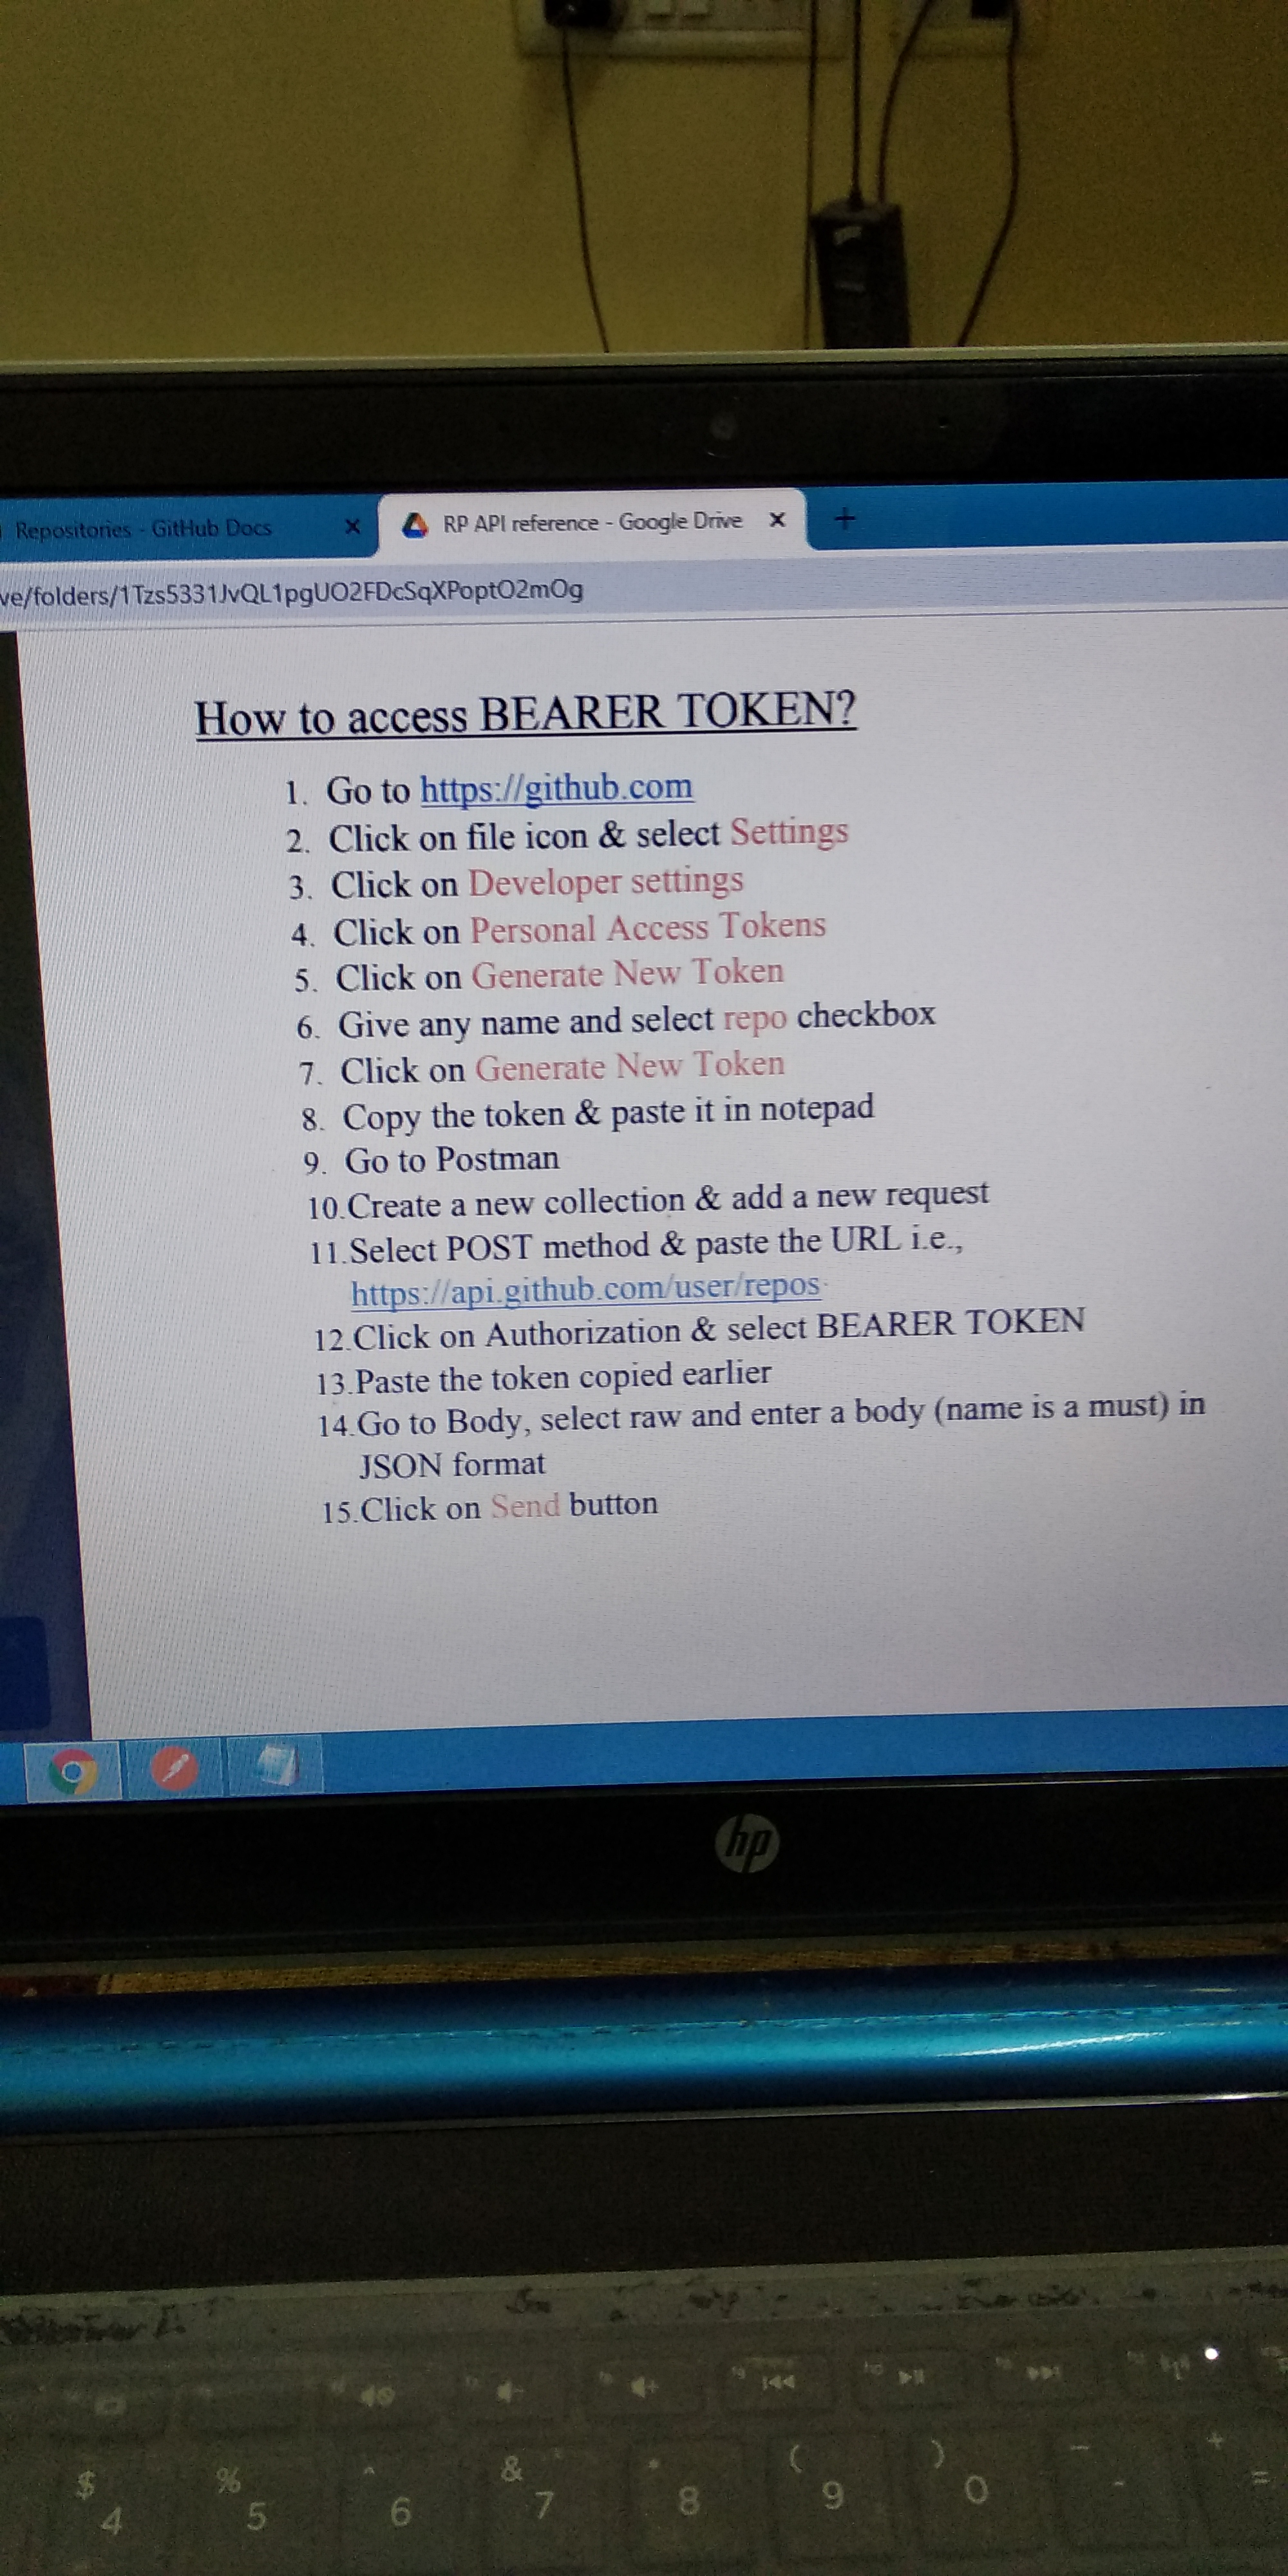 Repositories - GitHub Docs
RP API reference - Google Drive
ve/folders/1Tzs5331JvQL1pgUO2FDcSqXPoptO2mOg
How to access BEARER TOKEN?
1. Go to https://github.com
2. Click on file icon & select Settings
3. Click on Developer settings
4. Click on Personal Access Tokens
5. Click on Generate New Token
6. Give any name and select repo checkbox
7. Click on Generate New Token
8. Copy the token & paste it in notepad
9. Go to Postman
10.Create a new collection & add a new request
11.Select POST method & paste the URL i.e.,
https://api.github.com/user/repos
12.Click on Authorization & select BEARER TOKEN
13.Paste the token copied earlier
14.Go to Body, select raw and enter a body (name is a must) in
JSON format
15.Click on Send button
hp
$ % ^ & * ( ) _ +
4 5 6 7 8 9 0 - =